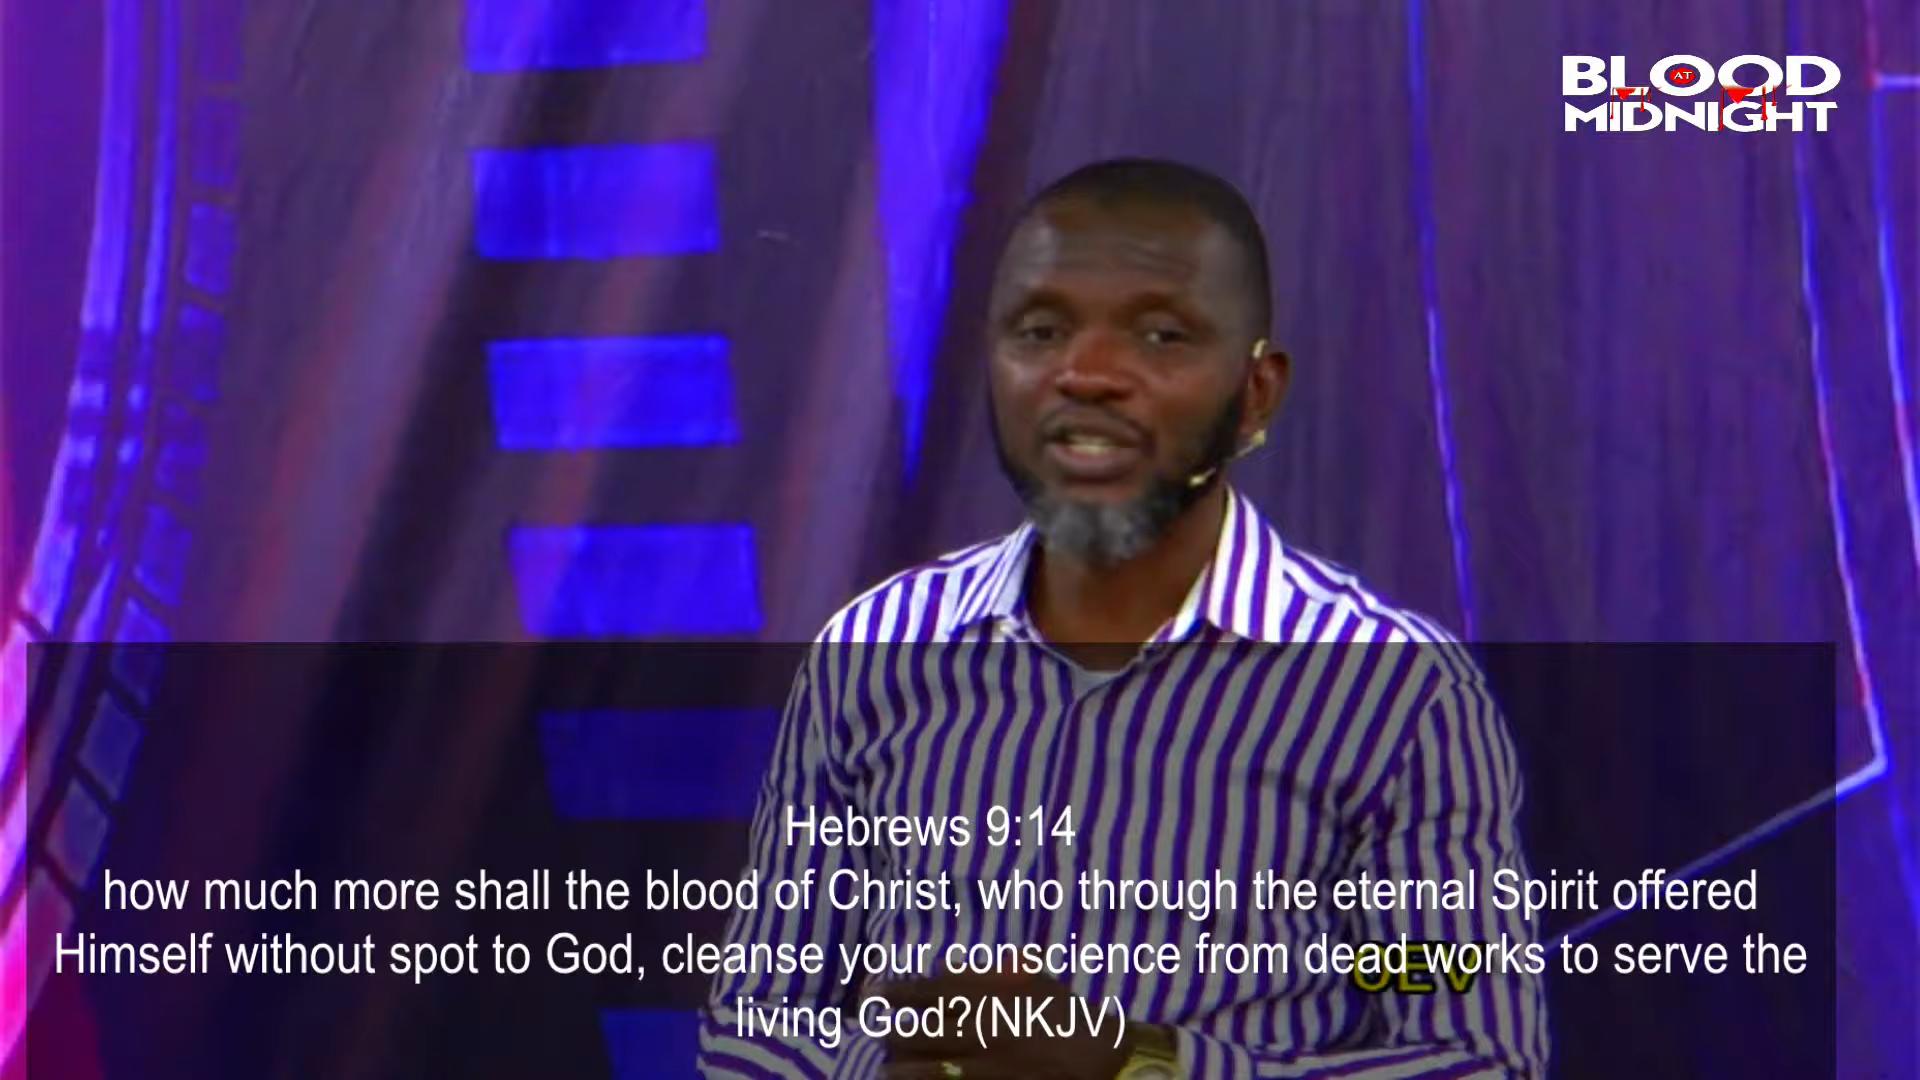 BLOOD
AT
MIDNIGHT
Hebrews 9:14
how much more shall the blood of Christ, who through the eternal Spirit offered
Himself without spot to God, cleanse your conscience from dead works to serve the
living God?(NKJV)
OEV